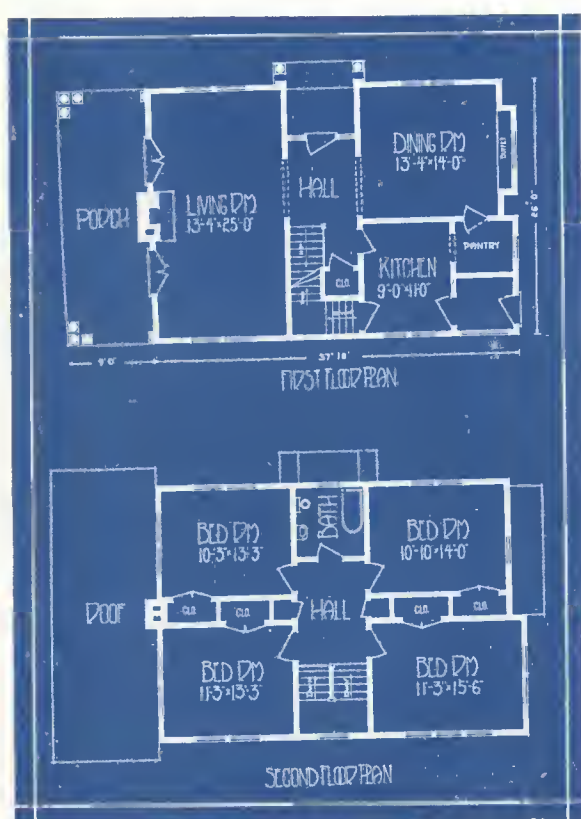 PORCH
LIVING RM
13'-4"x25'-0"
HALL
DINING RM
13'-4"x14'-0"
BUFFET
PANTRY
KITCHEN
CLO.
26'-0"
9'-0"
37'-10"
FIRST FLOOR PLAN
BED RM
10'-3"x13'-3"
BATH
BED RM
10'-10"x14'-0"
ROOF
CLO.
CLO.
HALL
CLO.
CLO.
BED RM
11'-3"x13'-3"
BED RM
11'-3"x15'-6"
SECOND FLOOR PLAN